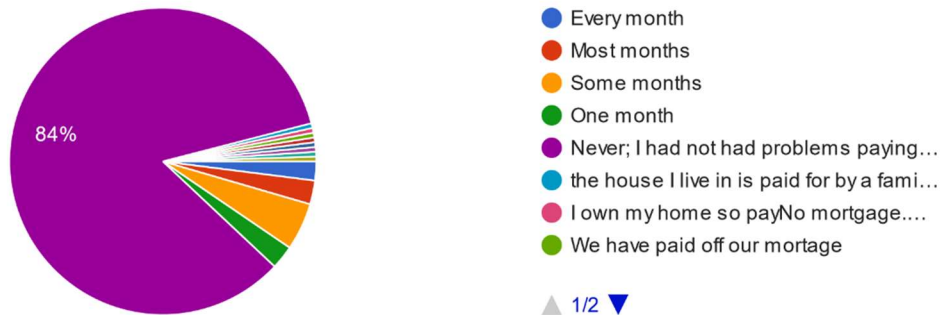 84%
Every month
Most months
Some months
One month
Never; I had not had problems paying...
the house I live in is paid for by a fami...
I own my home so payNo mortgage....
We have paid off our mortage
1/2